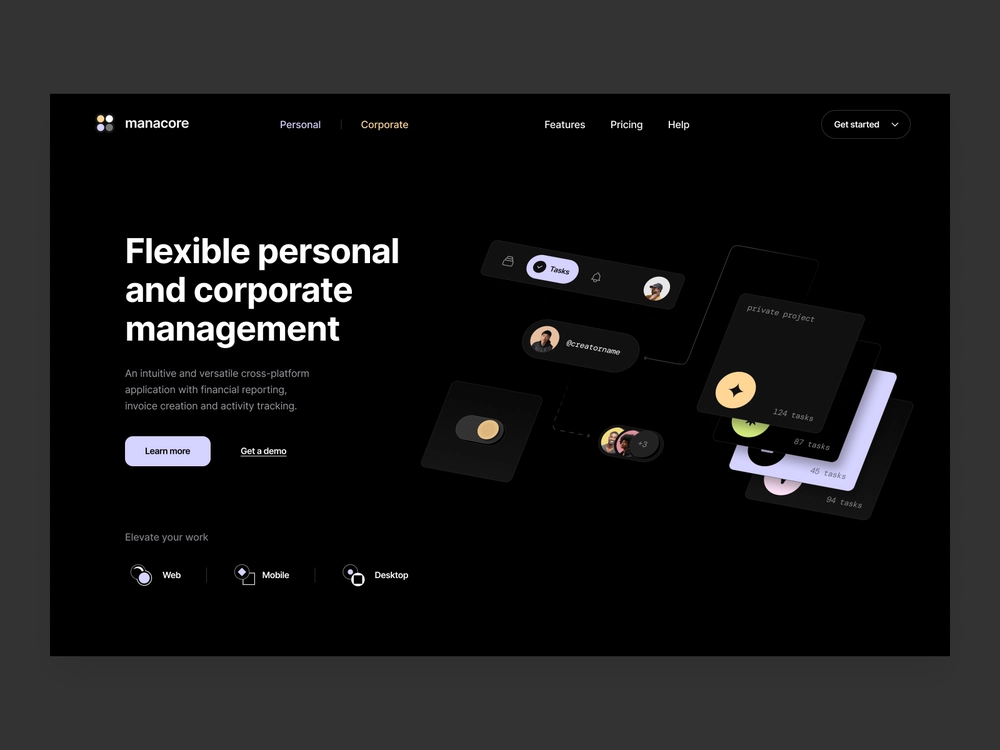 manacore
Personal
Corporate
Features
Pricing
Help
Get started
Flexible personal
and corporate
management
An intuitive and versatile cross-platform
application with financial reporting,
invoice creation and activity tracking.
Learn more
Get a demo
Elevate your work
Web
Mobile
Desktop
Tasks
@creatorname
+3
private project
124 tasks
87 tasks
45 tasks
94 tasks